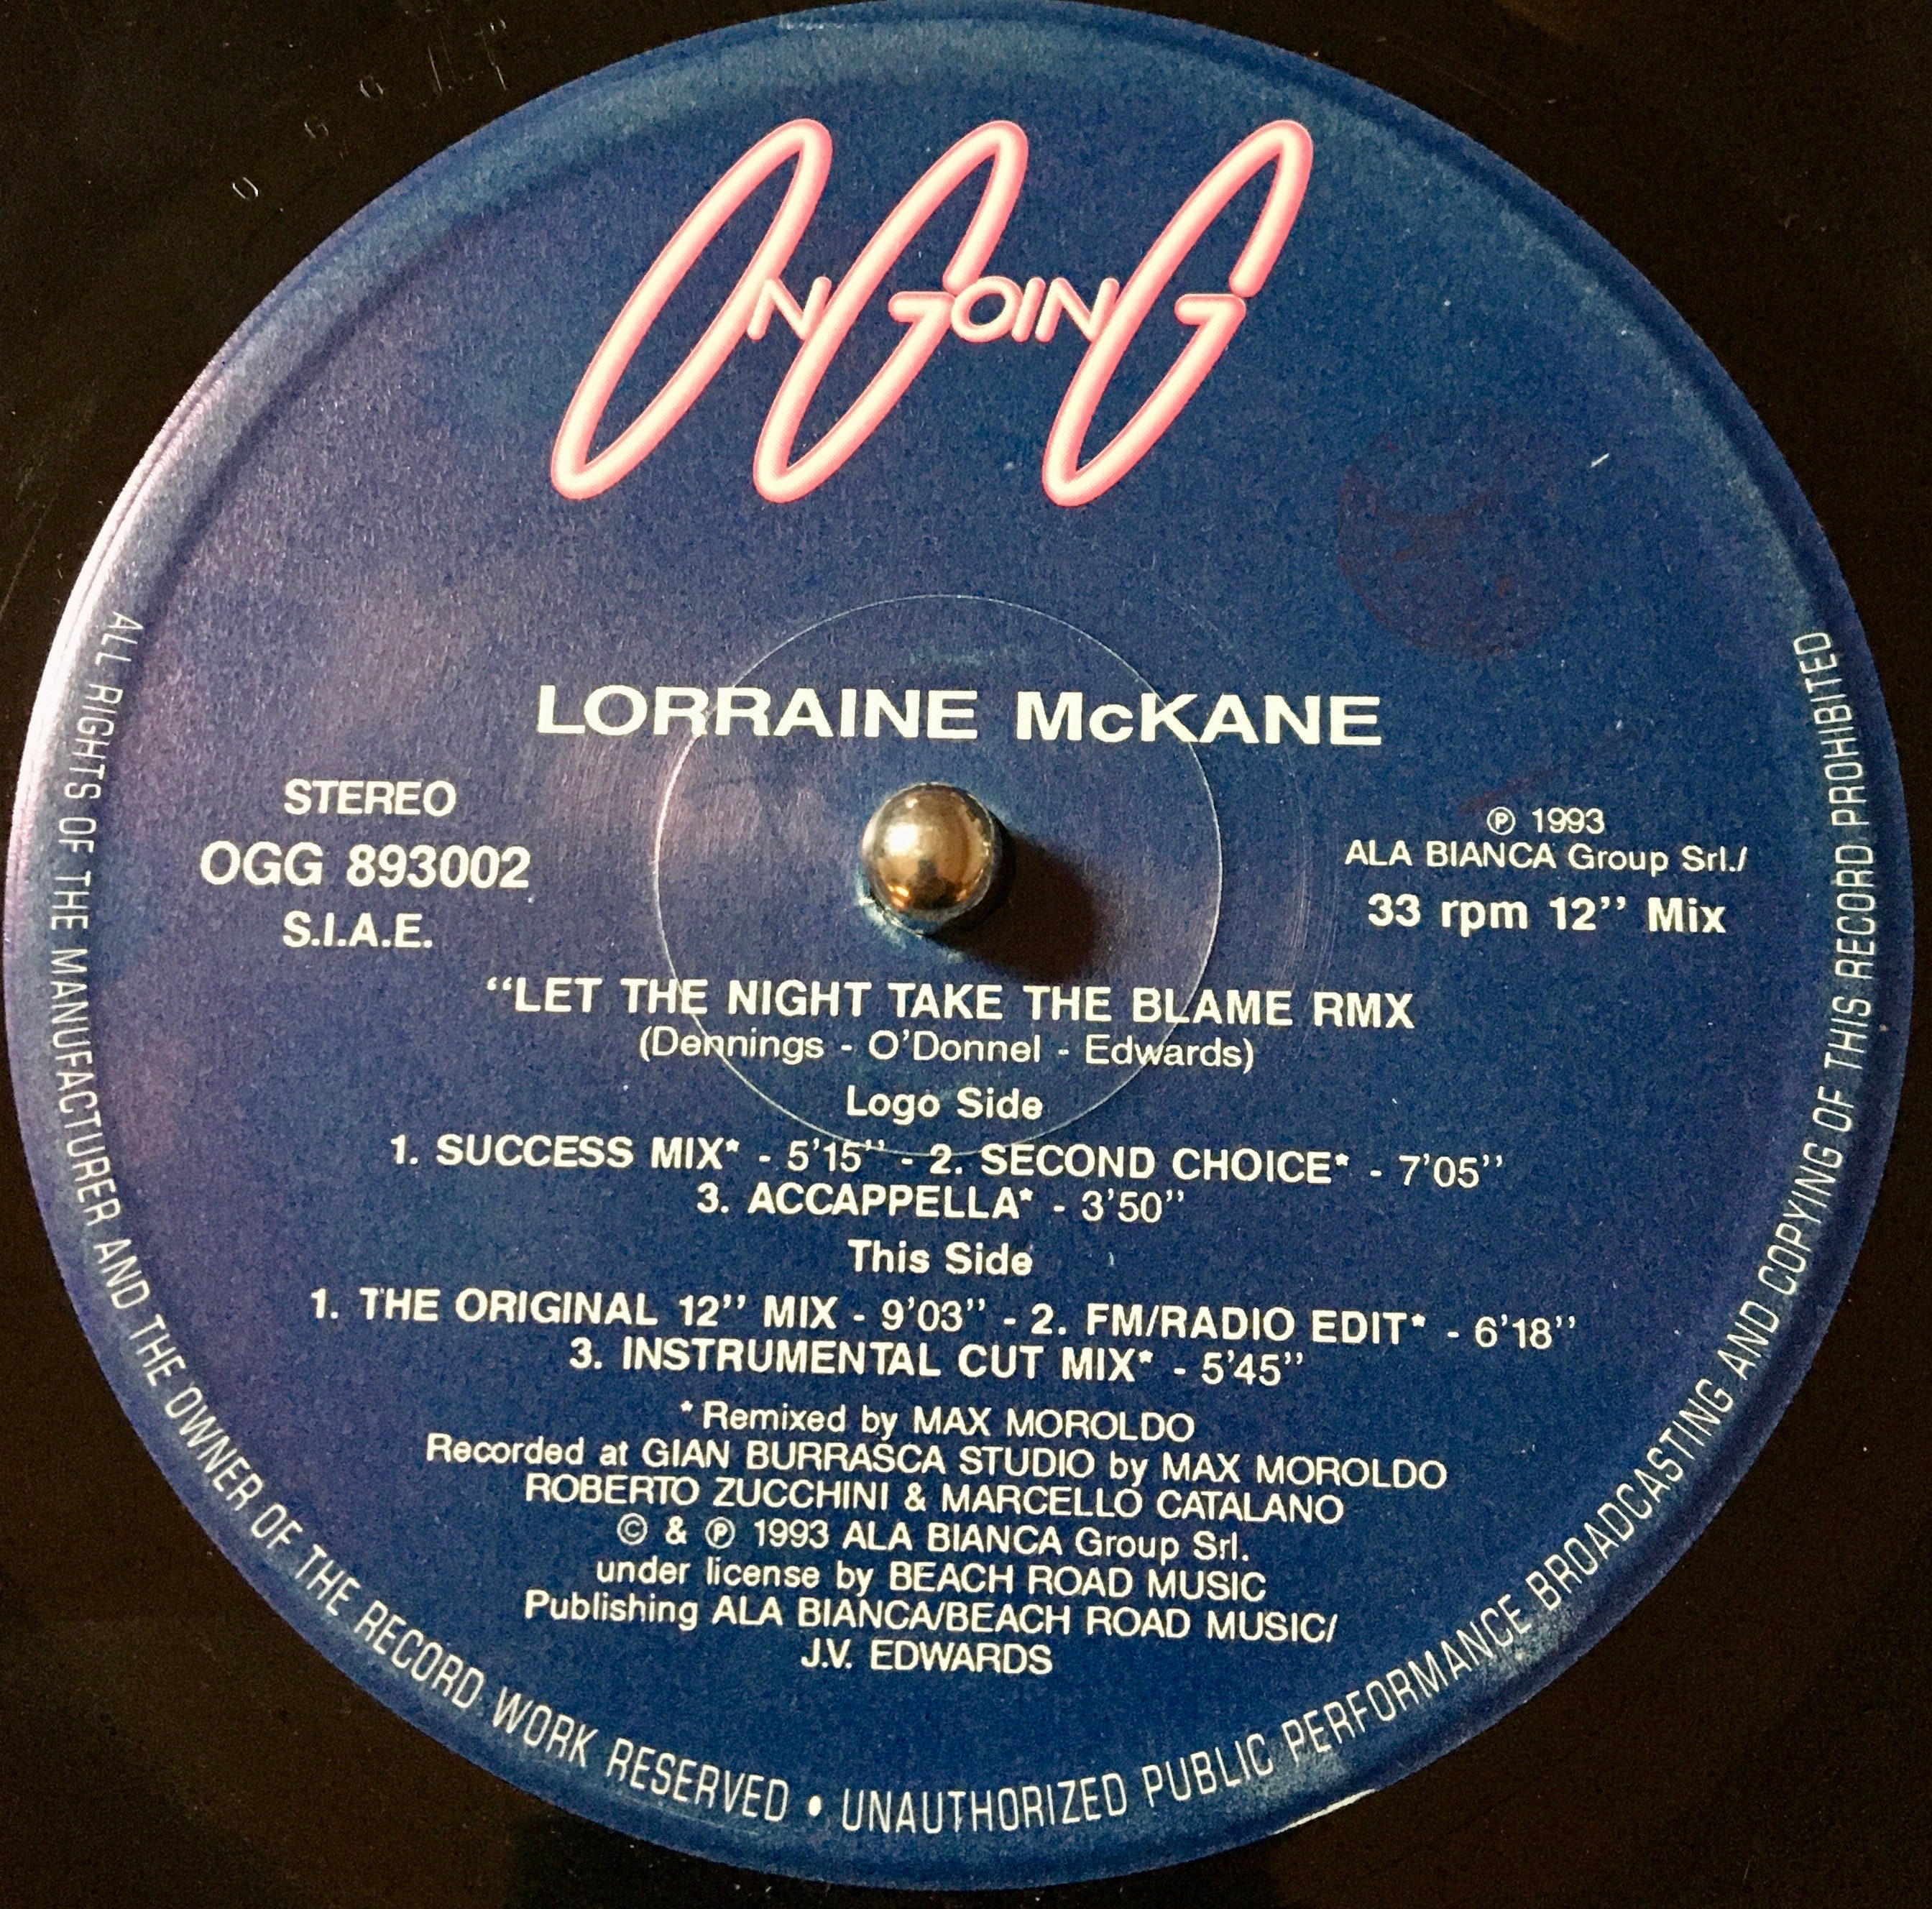 ONGOING
LORRAINE McKANE
STEREO
OGG 893002
S.I.A.E.
℗ 1993
ALA BIANCA Group Srl./
33 rpm 12’’ Mix
“LET THE NIGHT TAKE THE BLAME RMX
(Dennings - O’Donnel - Edwards)
Logo Side
1. SUCCESS MIX* - 5’15’’ - 2. SECOND CHOICE* - 7’05’’
3. ACCAPPELLA* - 3’50’’
This Side
1. THE ORIGINAL 12’’ MIX - 9’03’’ - 2. FM/RADIO EDIT* - 6’18’’
3. INSTRUMENTAL CUT MIX* - 5’45’’
* Remixed by MAX MOROLDO
Recorded at GIAN BURRASCA STUDIO by MAX MOROLDO
ROBERTO ZUCCHINI & MARCELLO CATALANO
© & ℗ 1993 ALA BIANCA Group Srl.
under license by BEACH ROAD MUSIC
Publishing ALA BIANCA/BEACH ROAD MUSIC/
J.V. EDWARDS
ALL RIGHTS OF THE MANUFACTURER AND THE OWNER OF THE RECORD WORK RESERVED • UNAUTHORIZED PUBLIC PERFORMANCE BROADCASTING AND COPYING OF THIS RECORD PROHIBITED